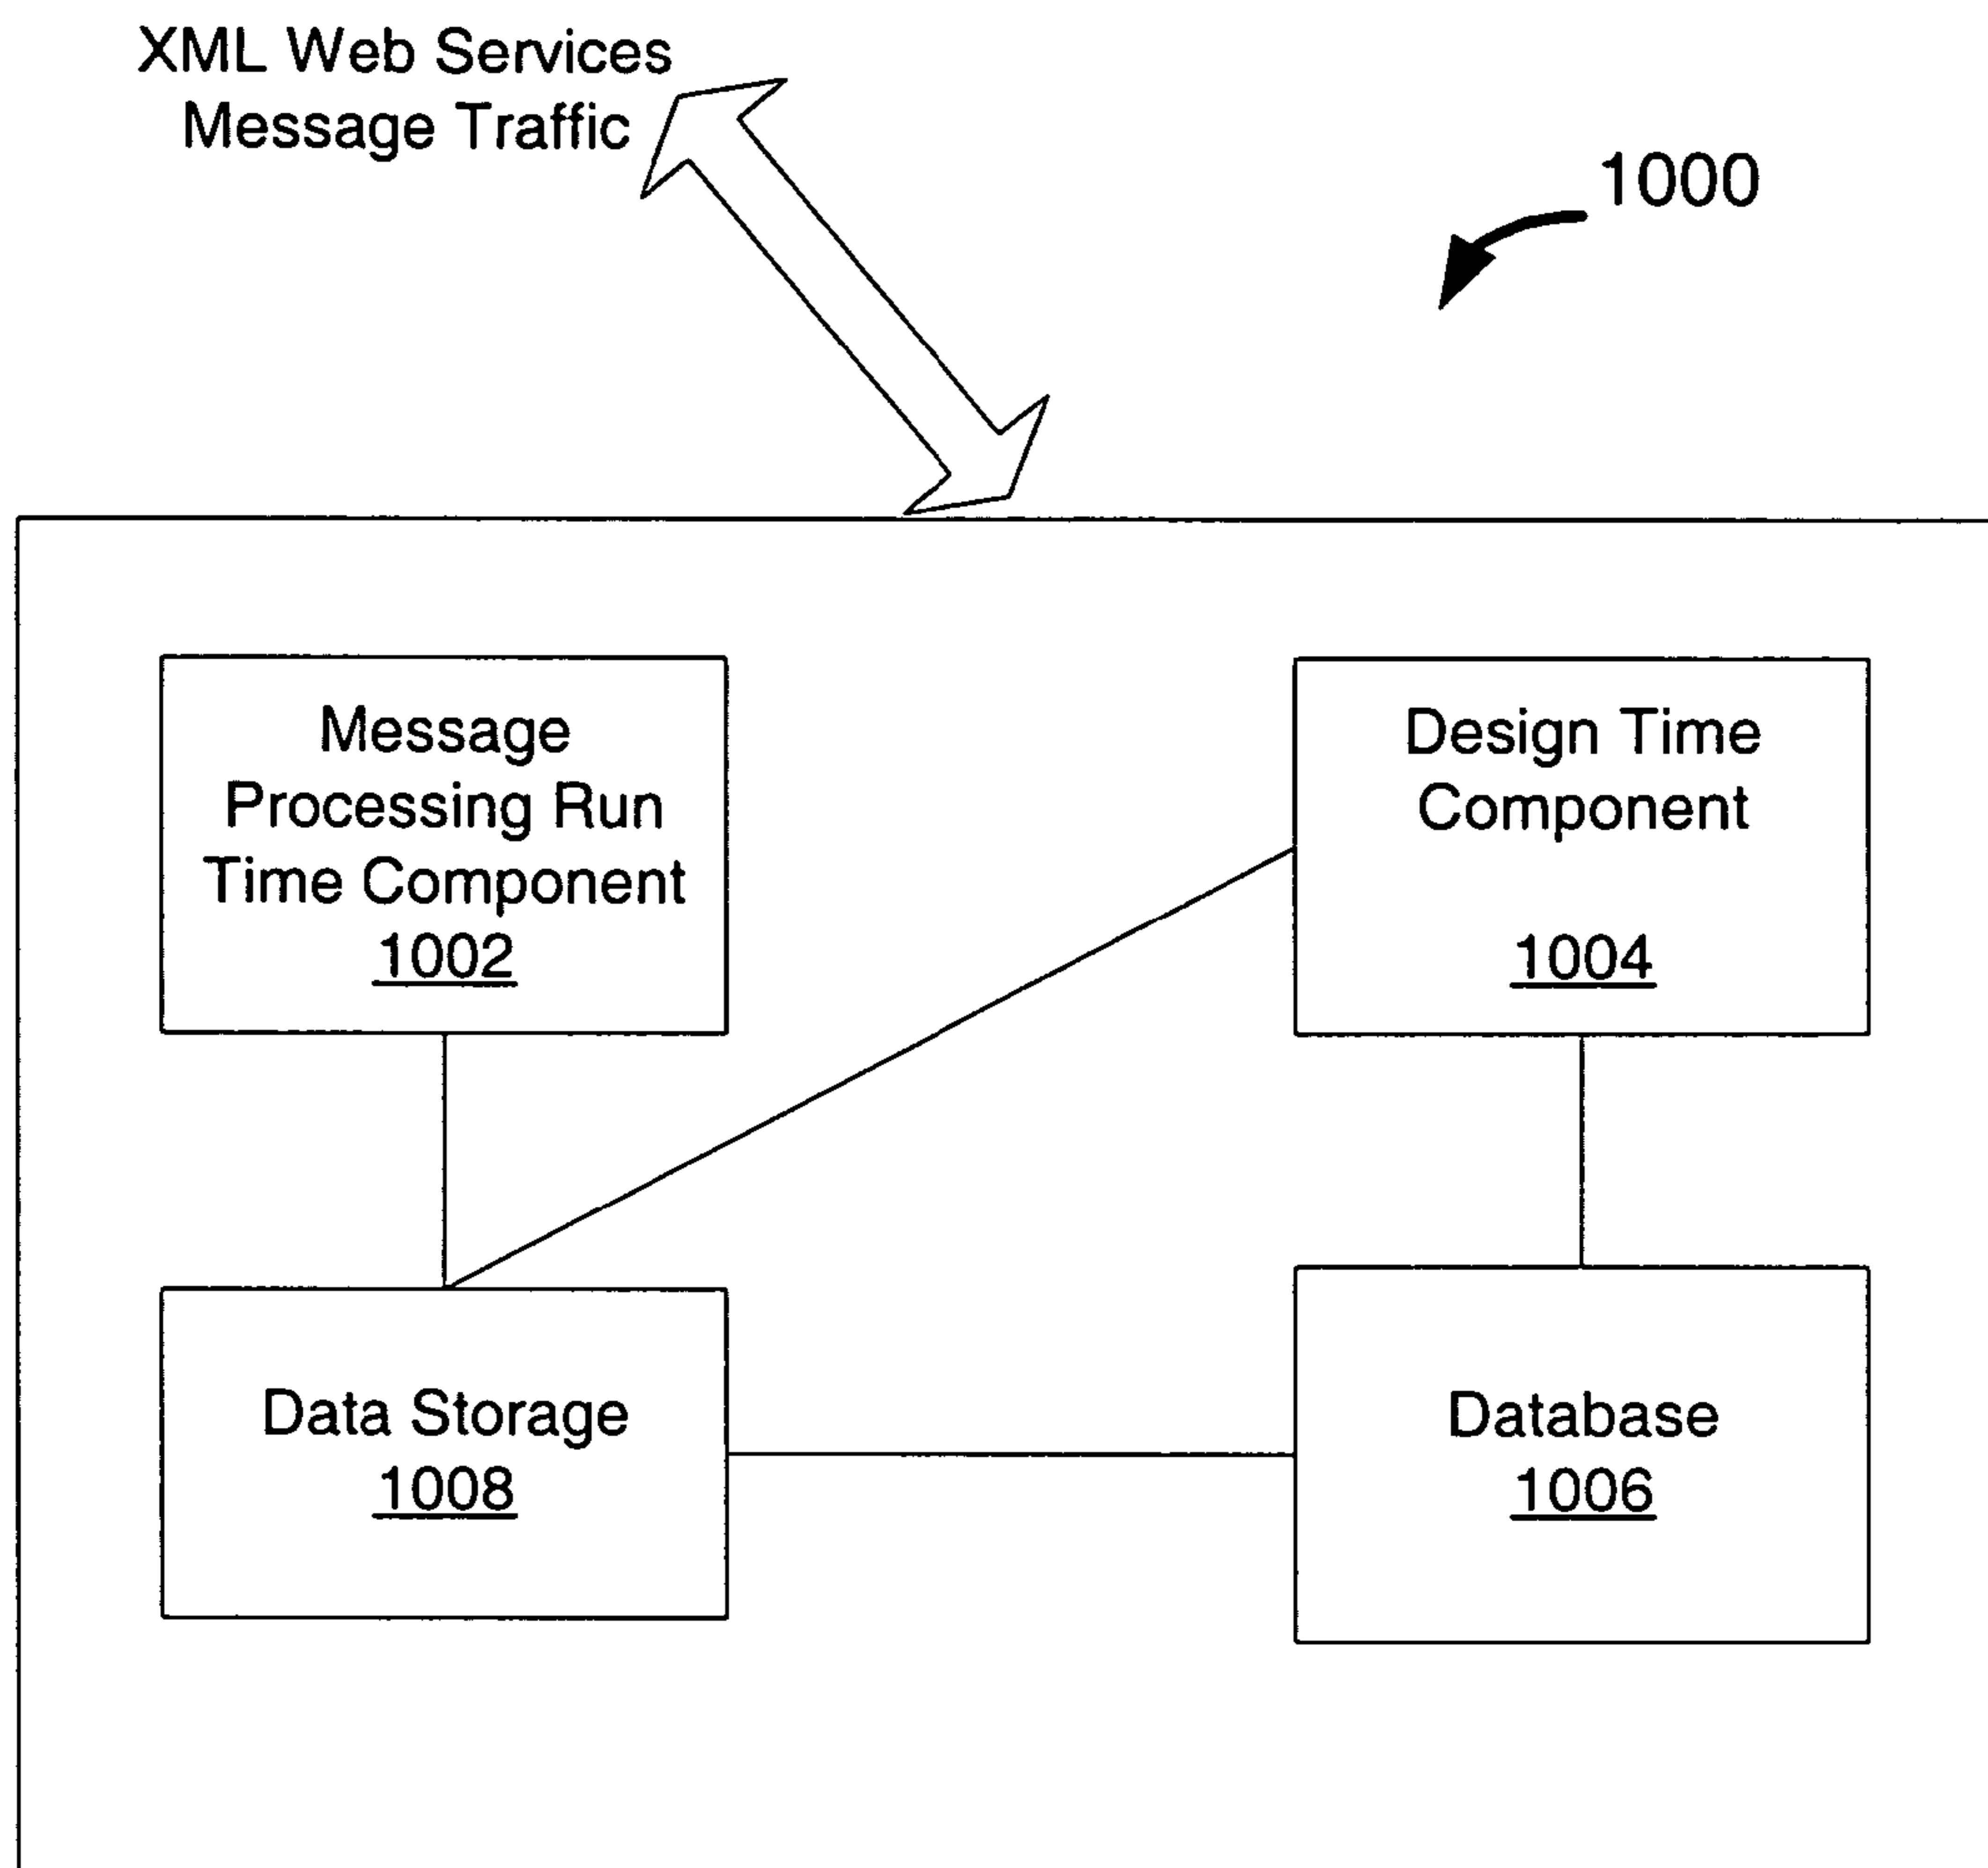 XML Web Services
Message Traffic
1000
Message
Processing Run
Time Component
1002
Design Time
Component
1004
Data Storage
1008
Database
1006